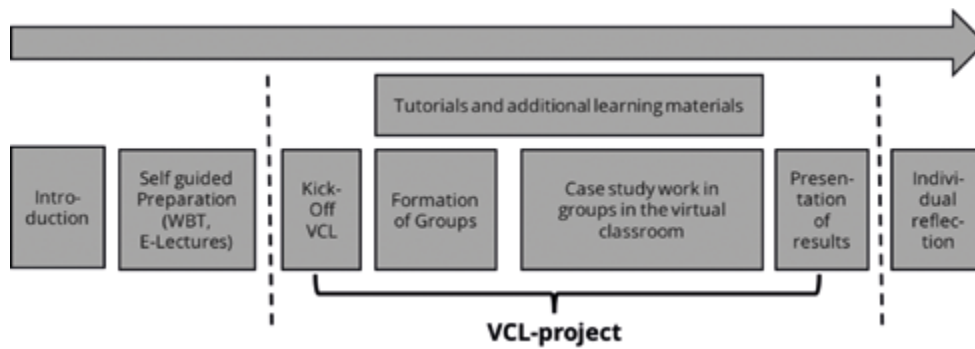 Tutorials and additional learning materials
Intro-
duction
Self guided
Preparation
(WBT,
E-Lectures)
Kick-
Off
VCL
Formation
of Groups
Case study work in
groups in the virtual
classroom
Presen-
tation
of
results
Indivi-
dual
reflec-
tion
VCL-project